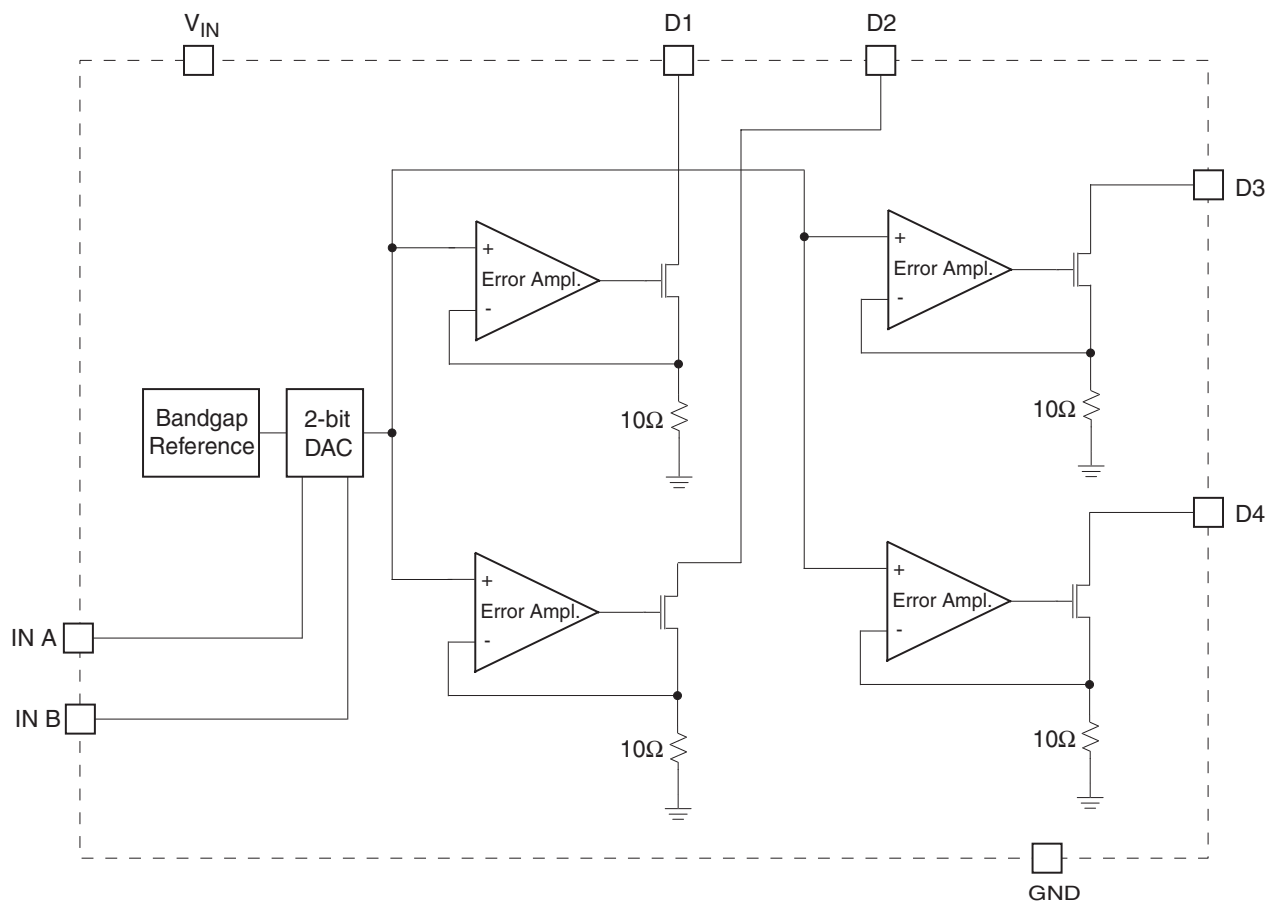 VIN
D1
D2
D3
+
Error Ampl.
-
+
Error Ampl.
-
10Ω
10Ω
Bandgap
Reference
2-bit
DAC
D4
+
Error Ampl.
-
+
Error Ampl.
-
IN A
IN B
10Ω
10Ω
GND